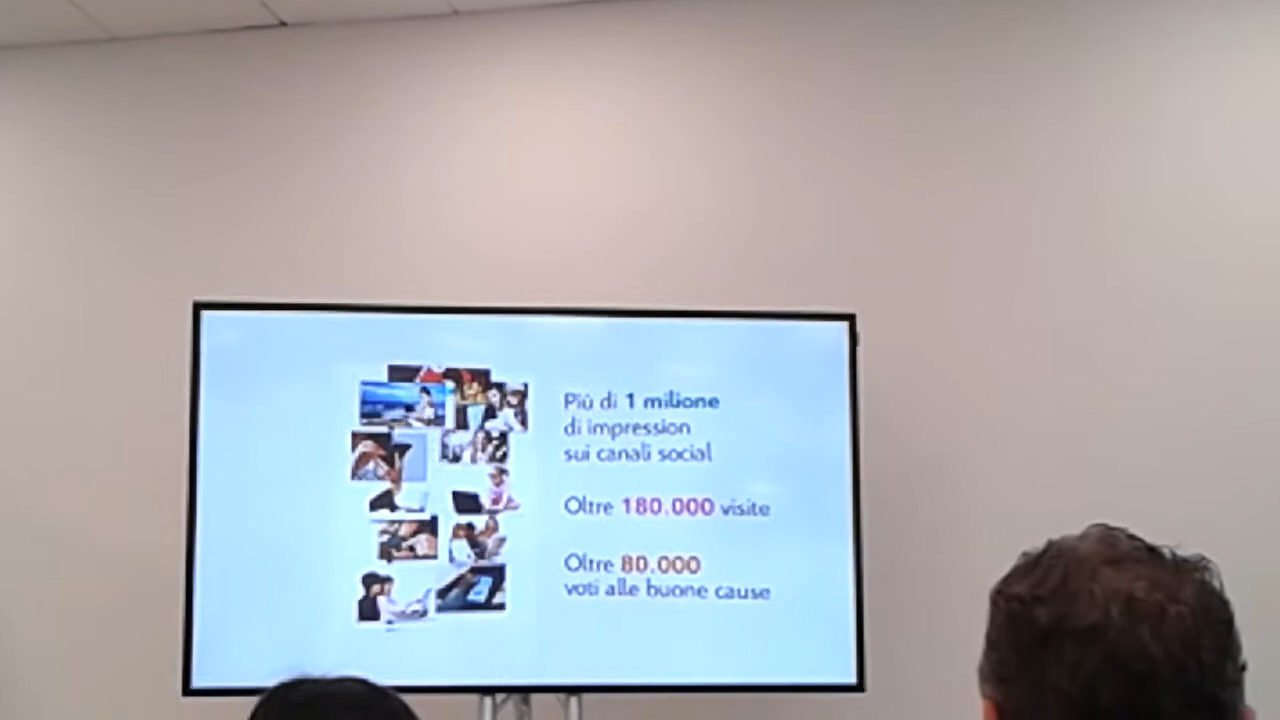 Più di 1 milione
di impression
sui canali social
Oltre 180.000 visite
Oltre 80.000
voti alle buone cause